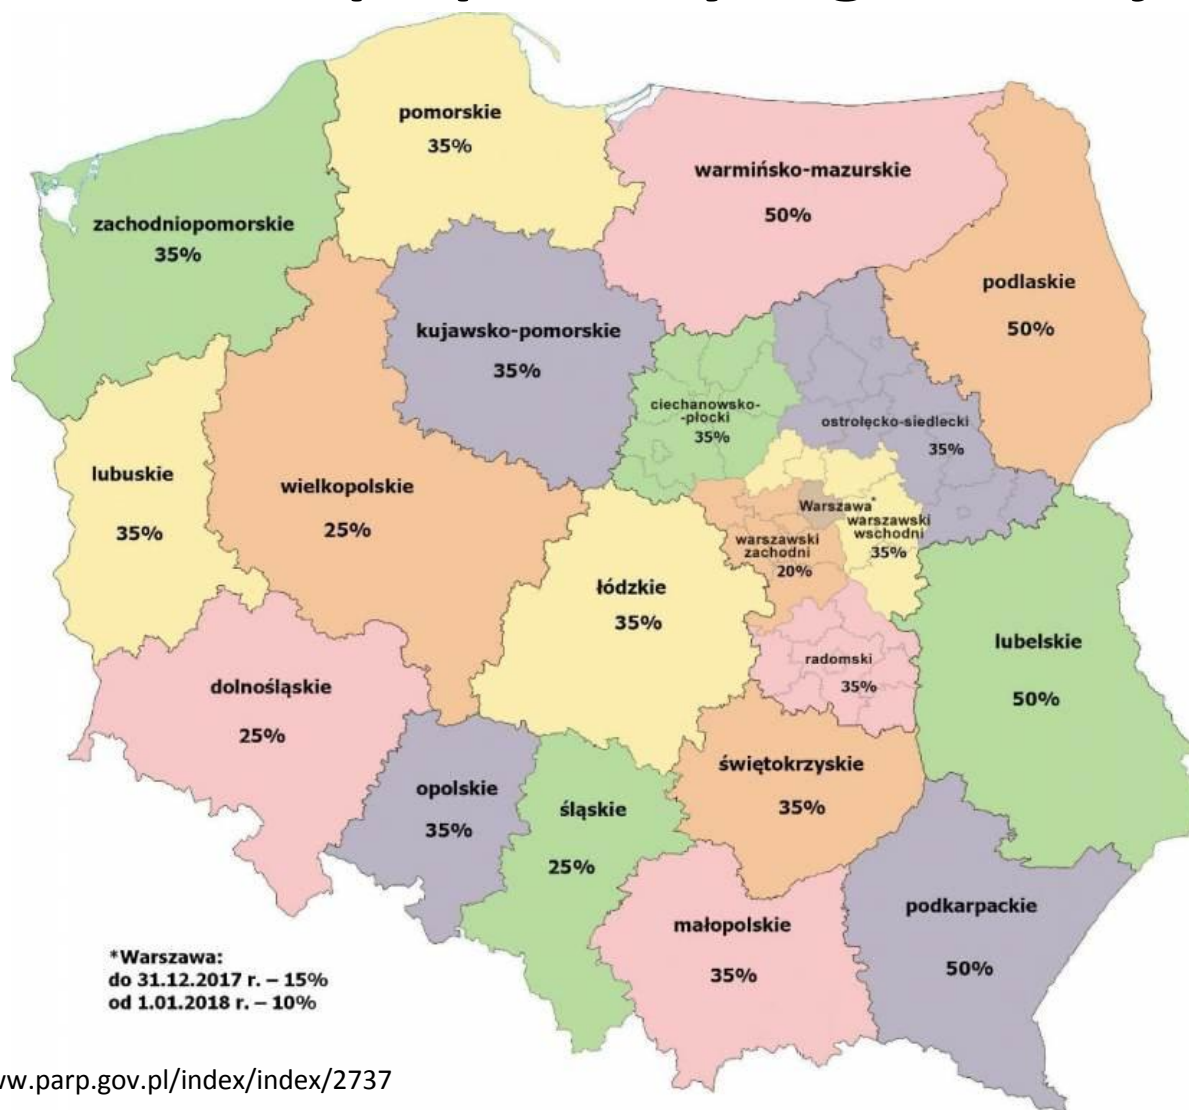 pomorskie
35%
warmińsko-mazurskie
50%
zachodniopomorskie
35%
podlaskie
50%
kujawsko-pomorskie
35%
ciechanowsko-
-płocki
35%
ostrołęcko-siedlecki
35%
lubuskie
35%
wielkopolskie
25%
Warszawa*
warszawski
wschodni
35%
warszawski
zachodni
20%
łódzkie
35%
lubelskie
50%
radomski
35%
dolnośląskie
25%
świętokrzyskie
35%
opolskie
35%
śląskie
25%
podkarpackie
50%
małopolskie
35%
*Warszawa:
do 31.12.2017 r. – 15%
od 1.01.2018 r. – 10%
w.parp.gov.pl/index/index/2737